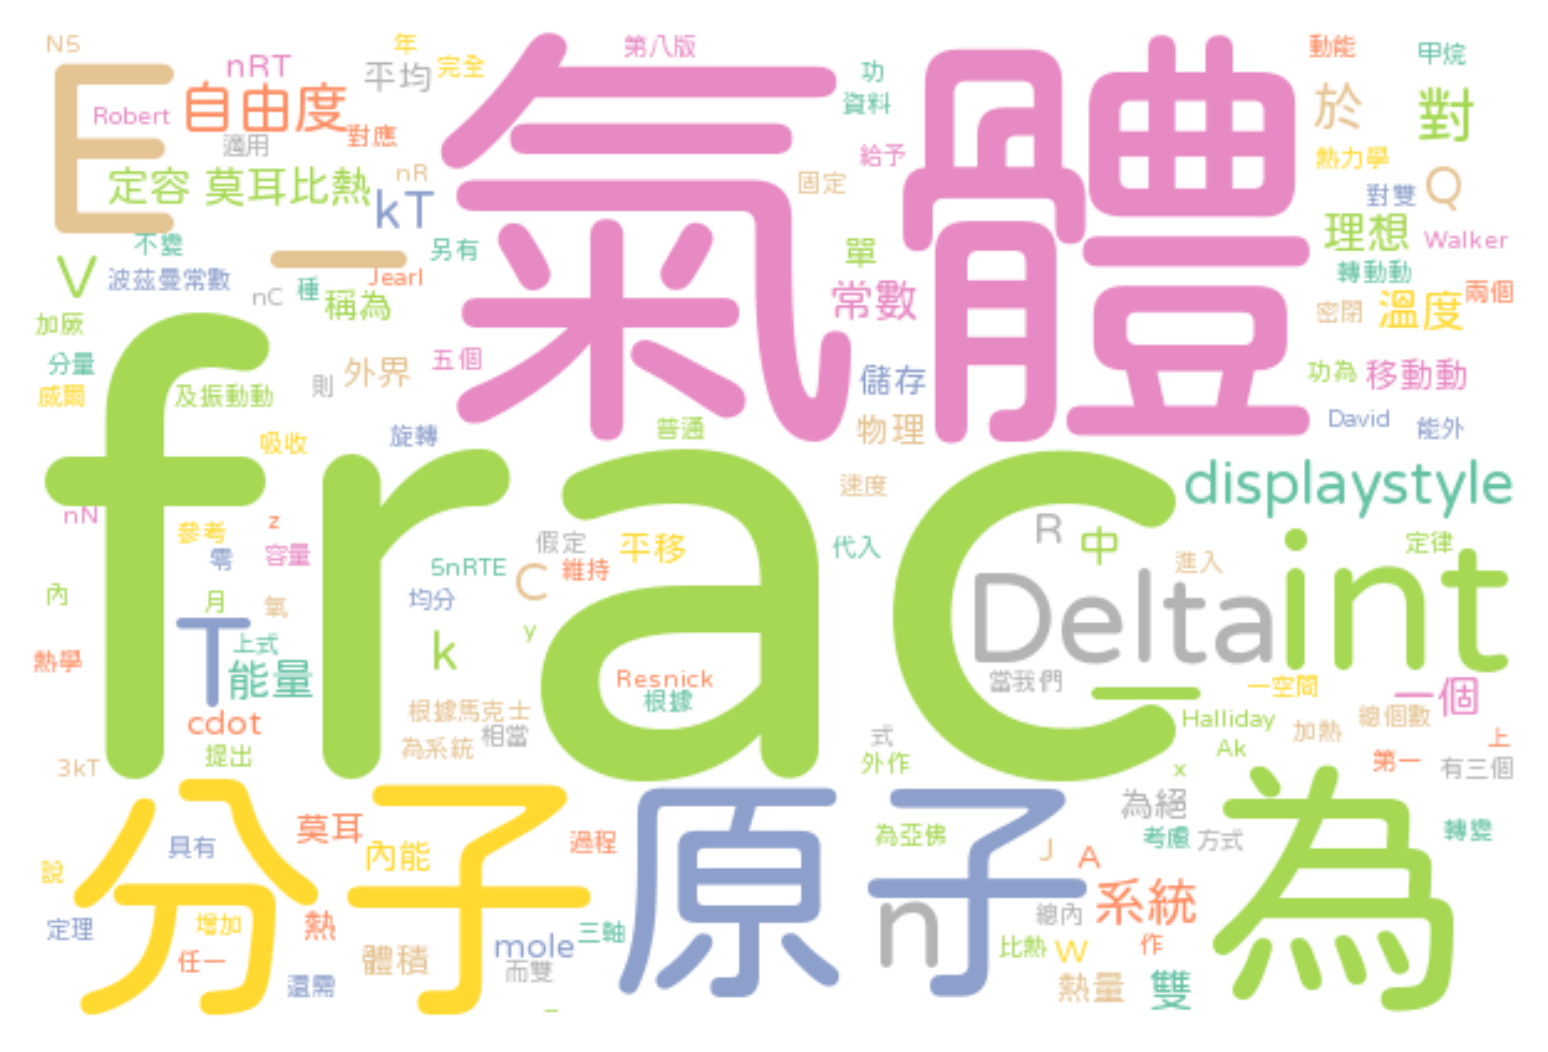 N5
年
第八版
動能
甲烷
nRT
平均
完全
功
Robert
自由度
資料
於
對
適用
對應
氣體
給予
熱力學
定容 莫耳比熱
nR
固定
對雙
Q
E
kT
理想
Walker
不變
另有
單
V
波茲曼常數
_
Jearl
轉動動
nC
種
稱為
常數
密閉
溫度
兩個
加厥
分量
五個
外界
則
儲存
功為
移動動
威爾
及振動動
物理
David
能外
吸收
旋轉
普通
frac
速度
displaystyle
nN
參考
z
假定
平移
代入
R
中
定律
零
容量
5nRTE
維持
C
進入
內
月
氧
均分
Delta
int
T
上式
k
y
熱學
能量
Resnick
根據
當我們
一空間
一個
cdot
根據馬克士
一
Halliday
總個數
提出
為系統
相當
式
Ak
加熱
上
3kT
外作
x
第一
有三個
分子
原子
為
莫耳
為絕
具有
內能
過程
為亞佛
考慮
方式
轉變
說
J
A
定理
增加
熱
三軸
n
總內
系統
任一
體積
mole
比熱
W
作
而雙
還需
熱量
雙